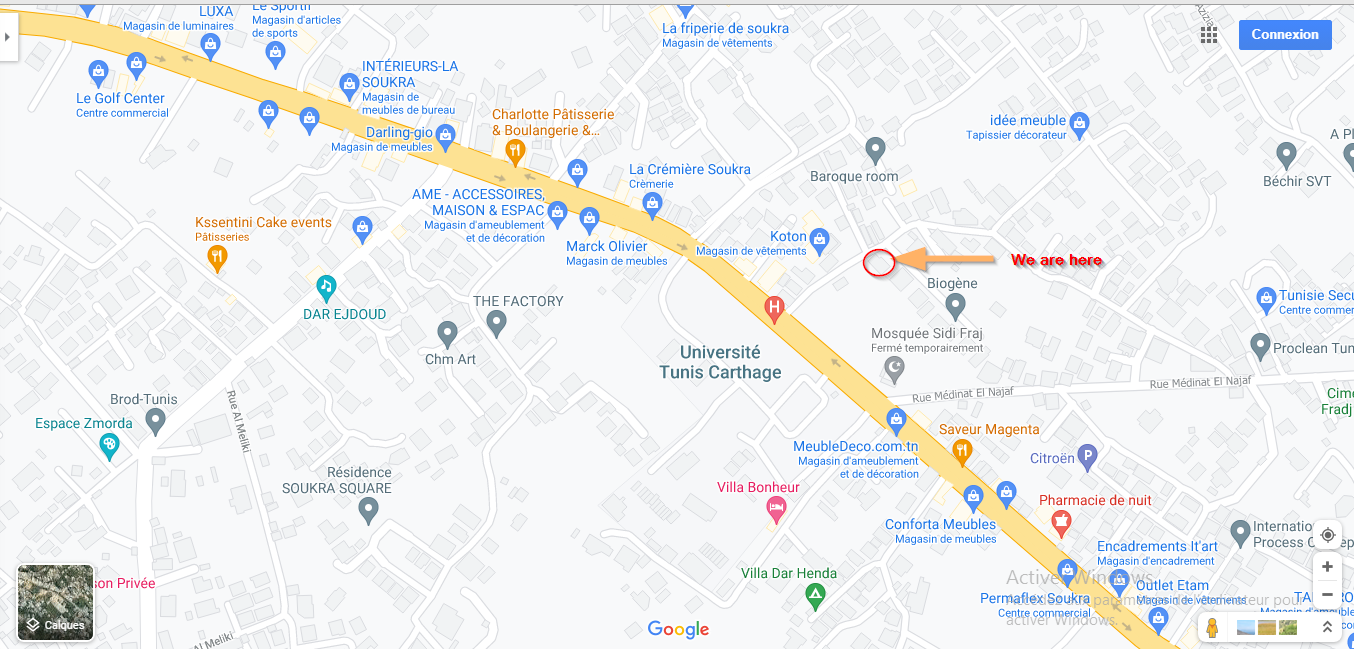 LUXA
Magasin de luminaires
Le Sportif
Magasin d'articles
de sports
La friperie de soukra
Magasin de vêtements
Connexion
INTÉRIEURS-LA
SOUKRA
Magasin de
meubles de bureau
Le Golf Center
Centre commercial
Charlotte Pâtisserie
& Boulangerie &...
Darling-gio
Magasin de meubles
idée meuble
Tapissier décorateur
Baroque room
Béchir SVT
La Crémière Soukra
Crèmerie
AME - ACCESSOIRES,
MAISON & ESPAC
Magasin d'ameublement
et de décoration
Kssentini Cake events
Pâtisseries
Marck Olivier
Magasin de meubles
Koton
Magasin de vêtements
We are here
Biogène
THE FACTORY
DAR EJDOUD
Chm Art
Tunisie Secu
Centre commer
Mosquée Sidi Fraj
Fermé temporairement
Proclean Tun
Université
Tunis Carthage
Rue Médinat El Najaf
Rue Médinat El Najaf
Cime
Fradj
Brod-Tunis
Espace Zmorda
Rue Al Meliki
Saveur Magenta
MeubleDeco.com.tn
Magasin d'ameublement
et de décoration
Citroën
P
Résidence
SOUKRA SQUARE
Villa Bonheur
Pharmacie de nuit
Conforta Meubles
Magasin de meubles
Internatio
Process C
Encadrements It'art
Magasin d'encadrement
Villa Dar Henda
Outlet Etam
Magasin de vêtements
Permaflex Soukra
Centre commercial
Activer Windows
activer Windows.
son Privée
Calques
Al Meliki
Google